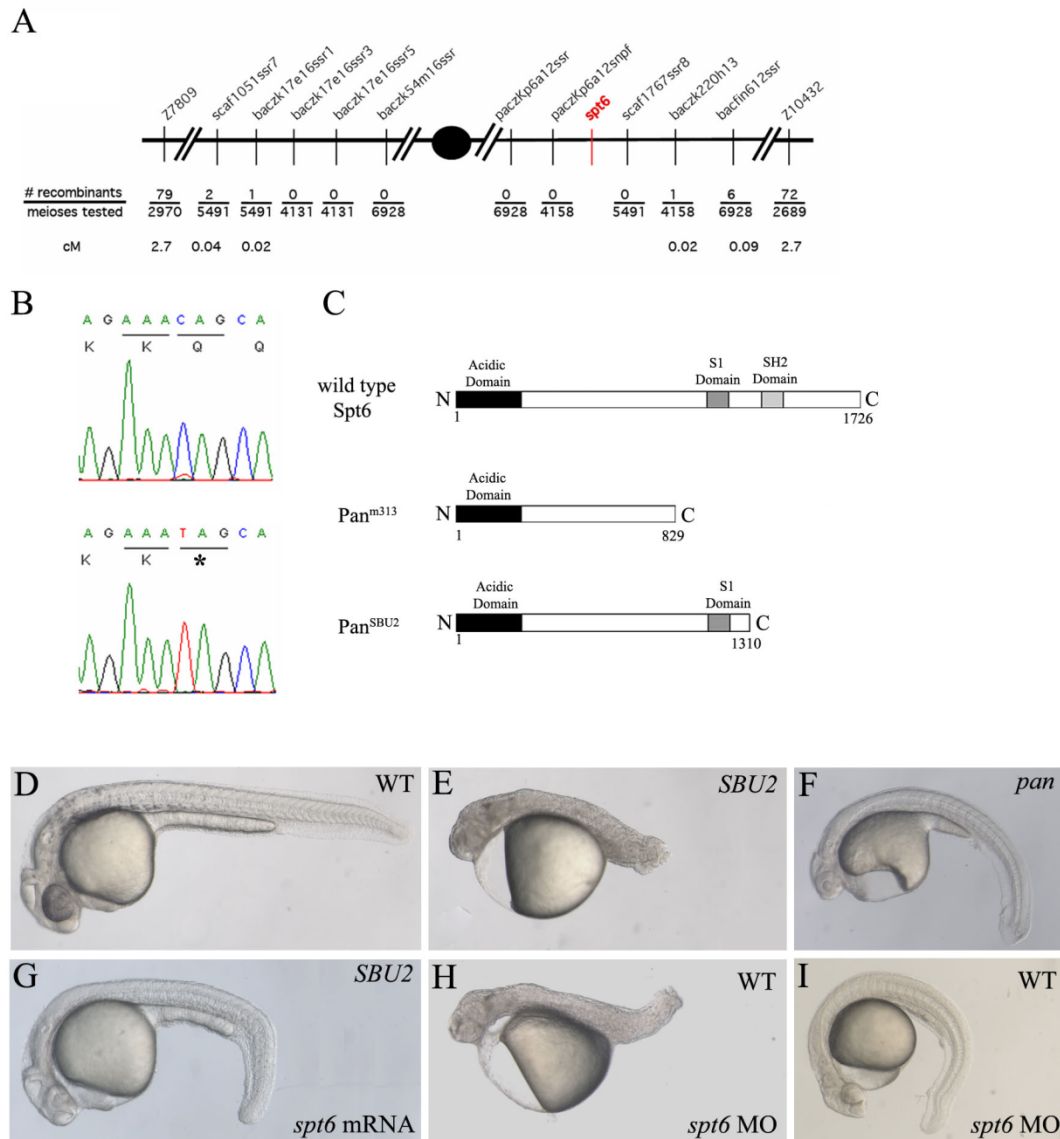 A
Z7809
scaf1051ssr7
baczk17e16ssr1
baczk17e16ssr3
baczk17e16ssr5
baczk54m16ssr
paczKp6a12ssr
paczKp6a12snpf
spt6
scaf1767ssr8
baczk220h13
bacfin612ssr
Z10432
# recombinants 79 2 1 0 0 0 0 0 0 1 6 72
meioses tested 2970 5491 5491 4131 4131 6928 6928 4158 5491 4158 6928 2689
cM 2.7 0.04 0.02 0.02 0.09 2.7
B
A G A A A C A G C A
K K Q Q
A G A A A T A G C A
K K *
C
Acidic Domain
S1 Domain
SH2 Domain
wild type Spt6
N C
1 1726
Acidic Domain
Pan^m313
N C
1 829
Acidic Domain
S1 Domain
Pan^SBU2
N C
1 1310
D WT
E SBU2
F pan
G SBU2
spt6 mRNA
H WT
spt6 MO
I WT
spt6 MO